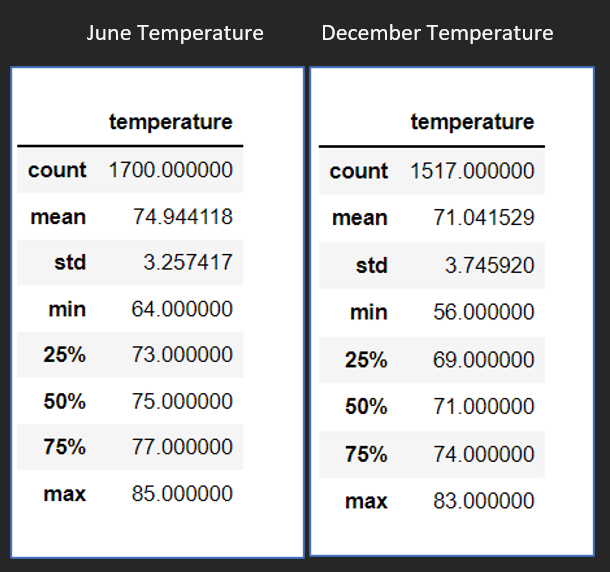 June Temperature
temperature
count 1700.000000
mean 74.944118
std 3.257417
min 64.000000
25% 73.000000
50% 75.000000
75% 77.000000
max 85.000000
December Temperature
temperature
count 1517.000000
mean 71.041529
std 3.745920
min 56.000000
25% 69.000000
50% 71.000000
75% 74.000000
max 83.000000